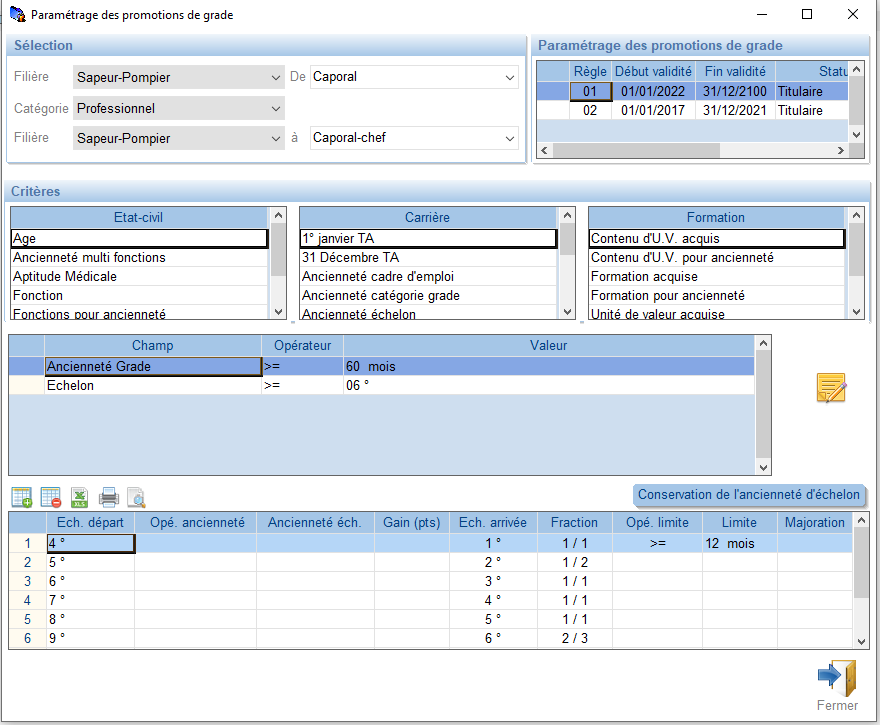 Paramétrage des promotions de grade
Sélection
Filière Sapeur-Pompier De Caporal
Catégorie Professionnel
Filière Sapeur-Pompier à Caporal-chef
Paramétrage des promotions de grade
Règle Début validité Fin validité Statu
01 01/01/2022 31/12/2100 Titulaire
02 01/01/2017 31/12/2021 Titulaire
Critères
Etat-civil
Age
Ancienneté multi fonctions
Aptitude Médicale
Fonction
Fonctions pour ancienneté
Carrière
1° janvier TA
31 Décembre TA
Ancienneté cadre d'emploi
Ancienneté catégorie grade
Ancienneté échelon
Formation
Contenu d'U.V. acquis
Contenu d'U.V. pour ancienneté
Formation acquise
Formation pour ancienneté
Unité de valeur acquise
Champ Opérateur Valeur
Ancienneté Grade >= 60 mois
Echelon >= 06 °
XLS
Conservation de l'ancienneté d'échelon
Ech. départ Opé. ancienneté Ancienneté éch. Gain (pts) Ech. arrivée Fraction Opé. limite Limite Majoration
1 4 ° 1 ° 1 / 1 >= 12 mois
2 5 ° 2 ° 1 / 2
3 6 ° 3 ° 1 / 1
4 7 ° 4 ° 1 / 1
5 8 ° 5 ° 1 / 1
6 9 ° 6 ° 2 / 3
Fermer